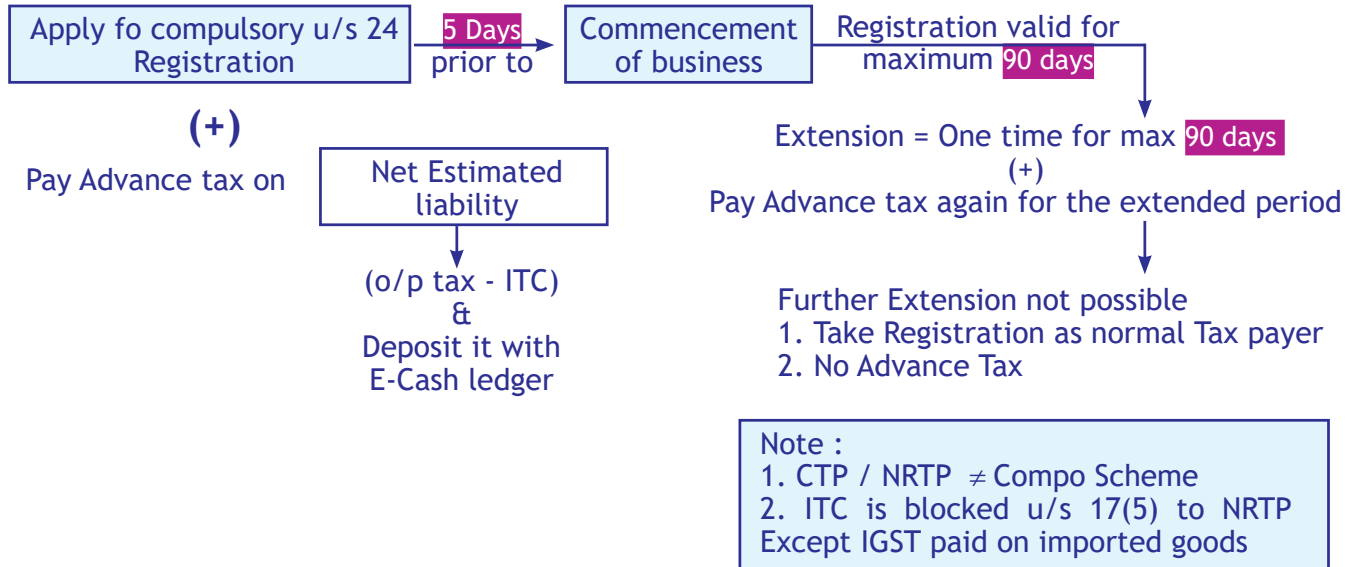 Apply fo compulsory u/s 24
Registration
5 Days
prior to
Commencement
of business
Registration valid for
maximum 90 days
(+)
Pay Advance tax on
Net Estimated
liability
(o/p tax - ITC)
&
Deposit it with
E-Cash ledger
Extension = One time for max 90 days
(+)
Pay Advance tax again for the extended period
Further Extension not possible
1. Take Registration as normal Tax payer
2. No Advance Tax
Note :
1. CTP / NRTP ≠ Compo Scheme
2. ITC is blocked u/s 17(5) to NRTP
Except IGST paid on imported goods